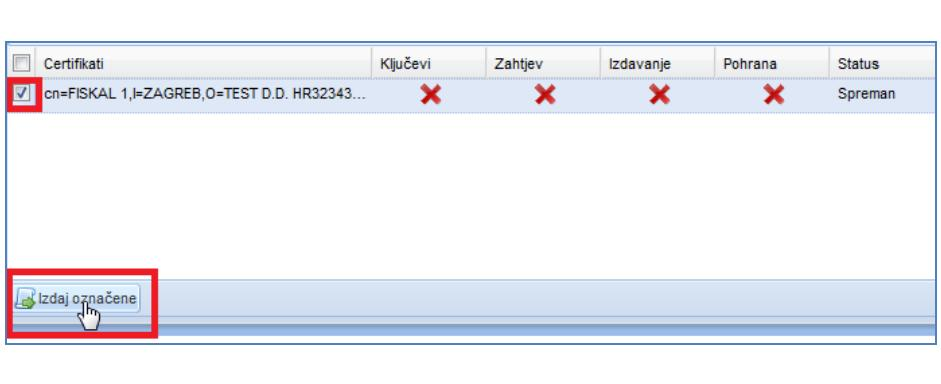 Certifikati Ključevi Zahtjev Izdavanje Pohrana Status
cn=FISKAL 1,l=ZAGREB,O=TEST D.D. HR32343... Spreman
Izdaj označene